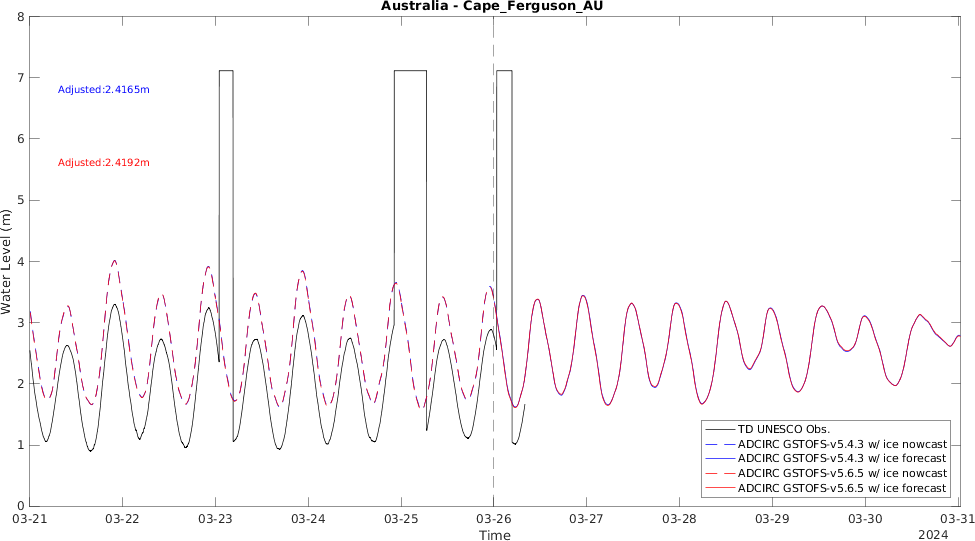 Australia - Cape_Ferguson_AU
8
7
6
5
4
3
2
1
0
Water Level (m)
Adjusted:2.4165m
Adjusted:2.4192m
TD UNESCO Obs.
ADCIRC GSTOFS-v5.4.3 w/ ice nowcast
ADCIRC GSTOFS-v5.4.3 w/ ice forecast
ADCIRC GSTOFS-v5.6.5 w/ ice nowcast
ADCIRC GSTOFS-v5.6.5 w/ ice forecast
03-21 03-22 03-23 03-24 03-25 03-26 03-27 03-28 03-29 03-30 03-31
Time
2024